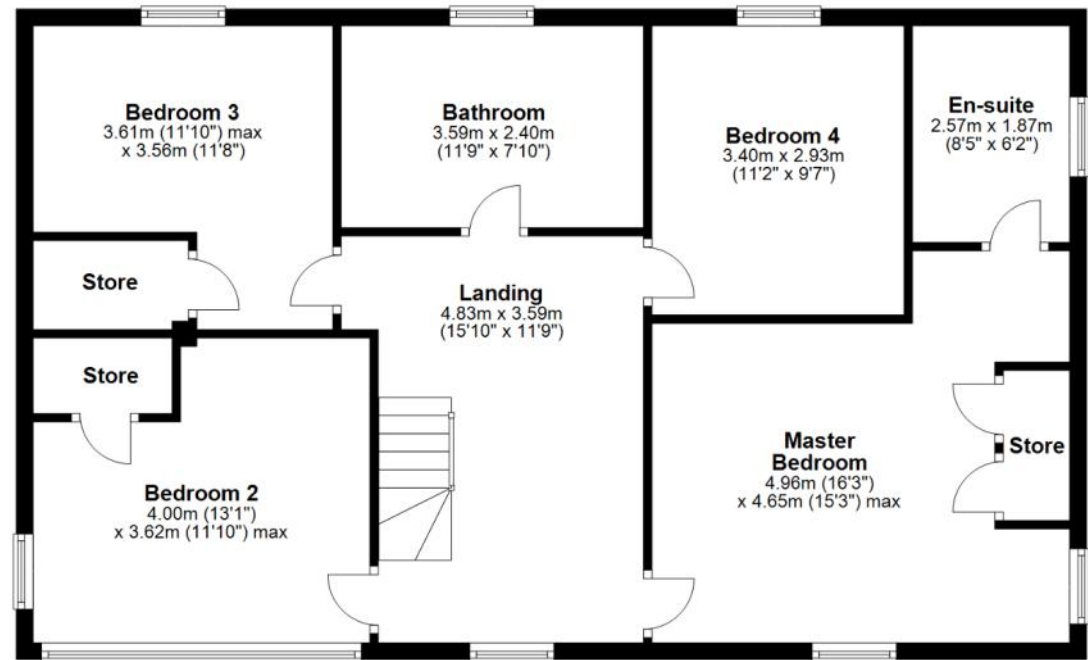 Bedroom 3
3.61m (11'10") max
x 3.56m (11'8")
Bathroom
3.59m x 2.40m
(11'9" x 7'10")
Bedroom 4
3.40m x 2.93m
(11'2" x 9'7")
En-suite
2.57m x 1.87m
(8'5" x 6'2")
Store
Landing
4.83m x 3.59m
(15'10" x 11'9")
Store
Bedroom 2
4.00m (13'1")
x 3.62m (11'10") max
Master
Bedroom
4.96m (16'3")
x 4.65m (15'3") max
Store